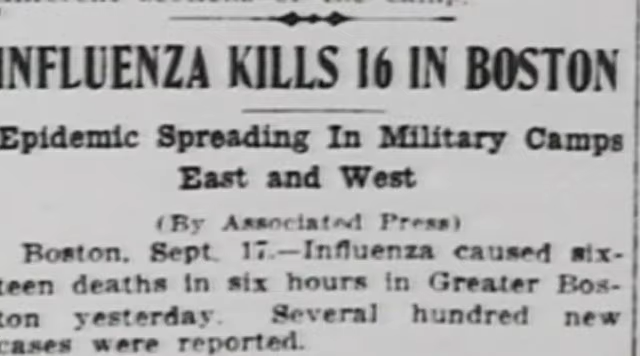 INFLUENZA KILLS 16 IN BOSTON
Epidemic Spreading In Military Camps
East and West
(By Associated Press)
Boston, Sept. 17.—Influenza caused six-
teen deaths in six hours in Greater Bos-
ton yesterday. Several hundred new
cases were reported.